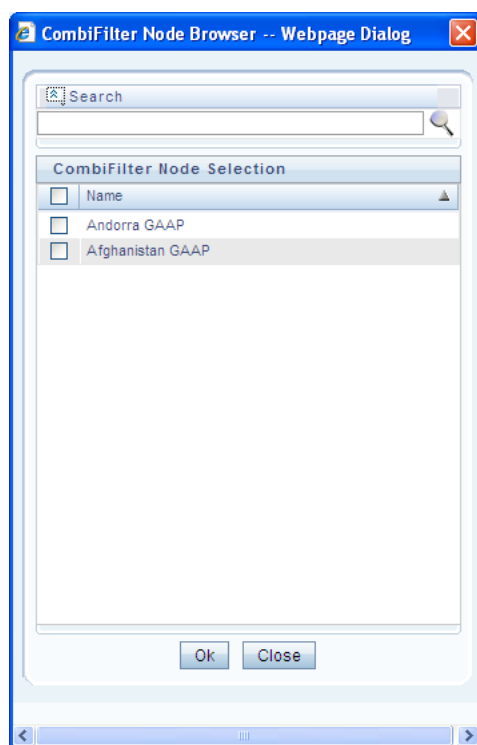 CombiFilter Node Browser -- Webpage Dialog
Search
CombiFilter Node Selection
Name
Andorra GAAP
Afghanistan GAAP
Ok Close